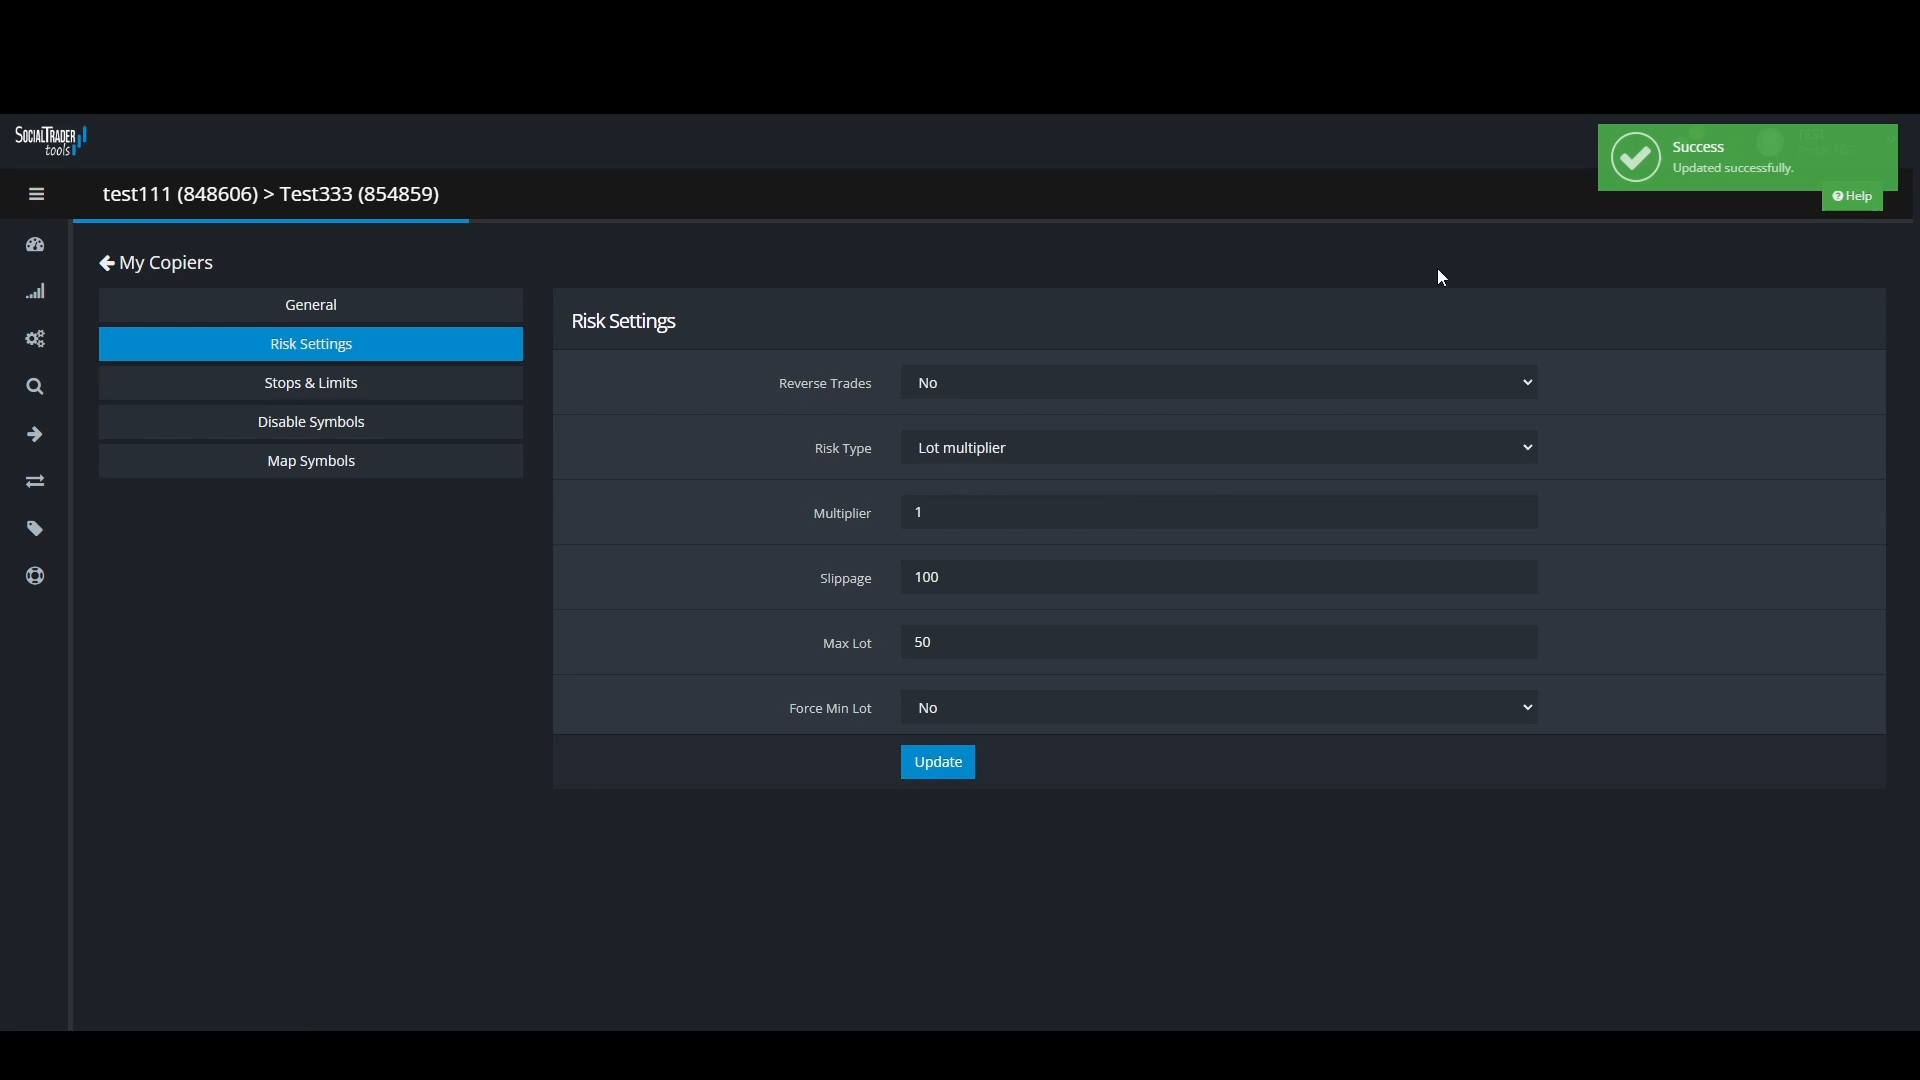 SOCIALTRADER
tools
Success
Updated successfully.
test111 (848606) > Test333 (854859)
Help
My Copiers
General
Risk Settings
Stops & Limits
Disable Symbols
Map Symbols
Risk Settings
Reverse Trades No
Risk Type Lot multiplier
Multiplier 1
Slippage 100
Max Lot 50
Force Min Lot No
Update